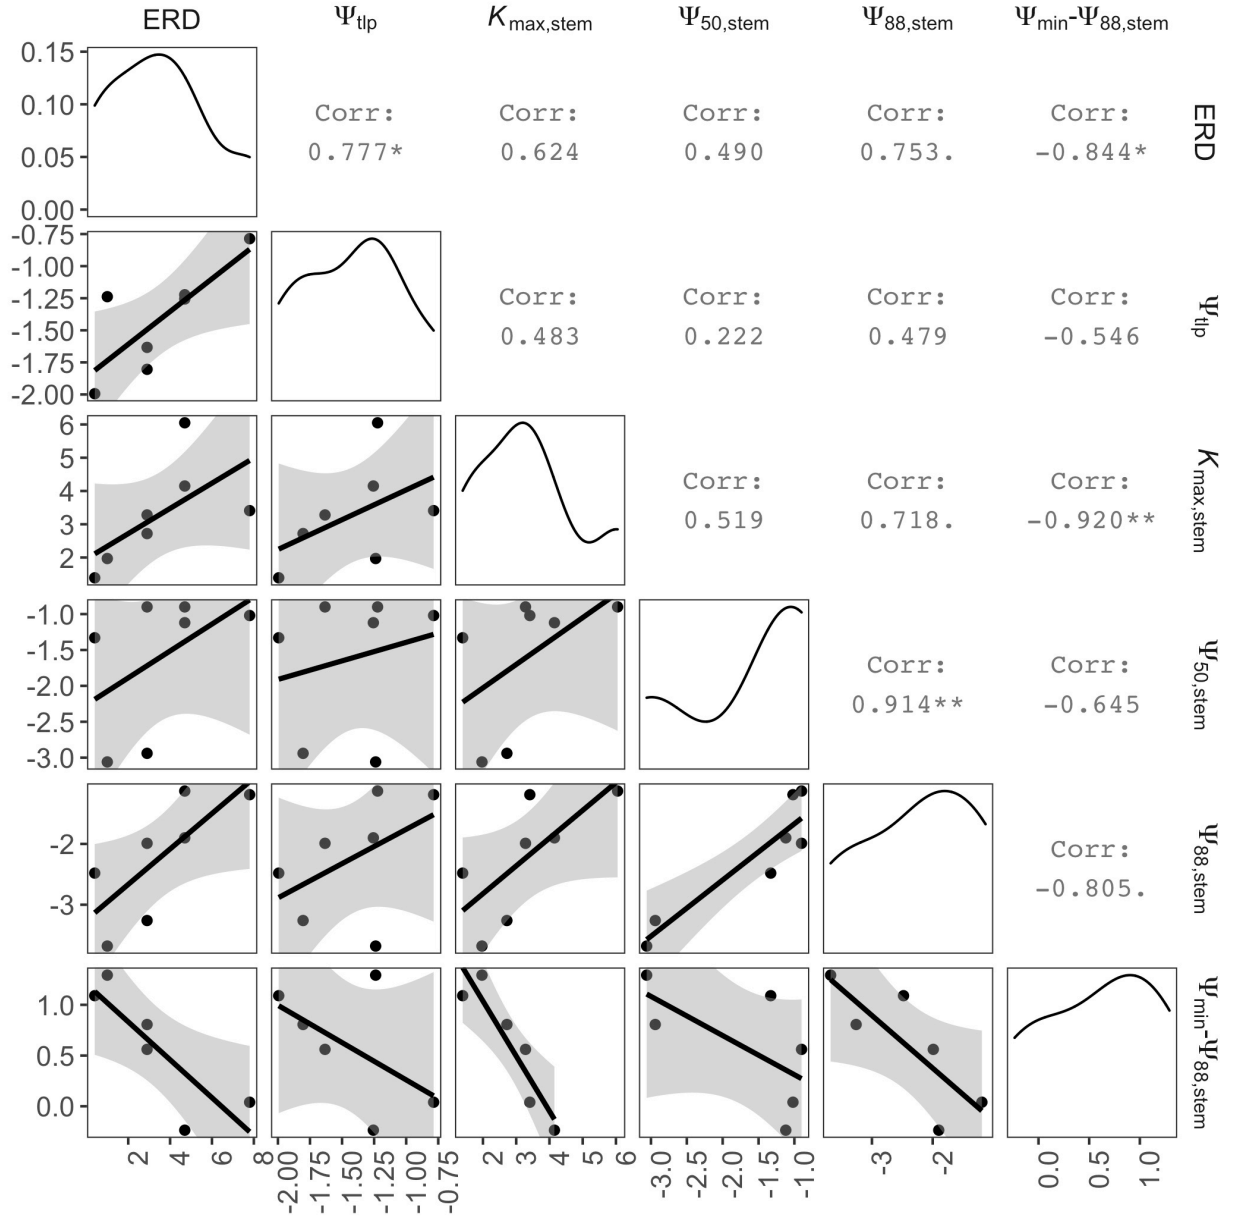 ERD Ψtlp Kmax,stem Ψ50,stem Ψ88,stem Ψmin-Ψ88,stem
0.15
0.10
0.05
0.00
Corr: Corr: Corr: Corr: Corr:
0.777* 0.624 0.490 0.753. -0.844*
ERD
-0.75
-1.00
-1.25
-1.50
-1.75
-2.00
Corr: Corr: Corr: Corr:
0.483 0.222 0.479 -0.546
Ψtlp
6
5
4
3
2
Corr: Corr: Corr:
0.519 0.718. -0.920**
Kmax,stem
-1.0
-1.5
-2.0
-2.5
-3.0
Corr: Corr:
0.914** -0.645
Ψ50,stem
-2
-3
Corr:
-0.805.
Ψ88,stem
1.0
0.5
0.0
Ψmin-Ψ88,stem
2 4 6 8
-2.00 -1.75 -1.50 -1.25 -1.00 -0.75
2 3 4 5 6
-3.0 -2.5 -2.0 -1.5 -1.0
-3 -2
0.0 0.5 1.0